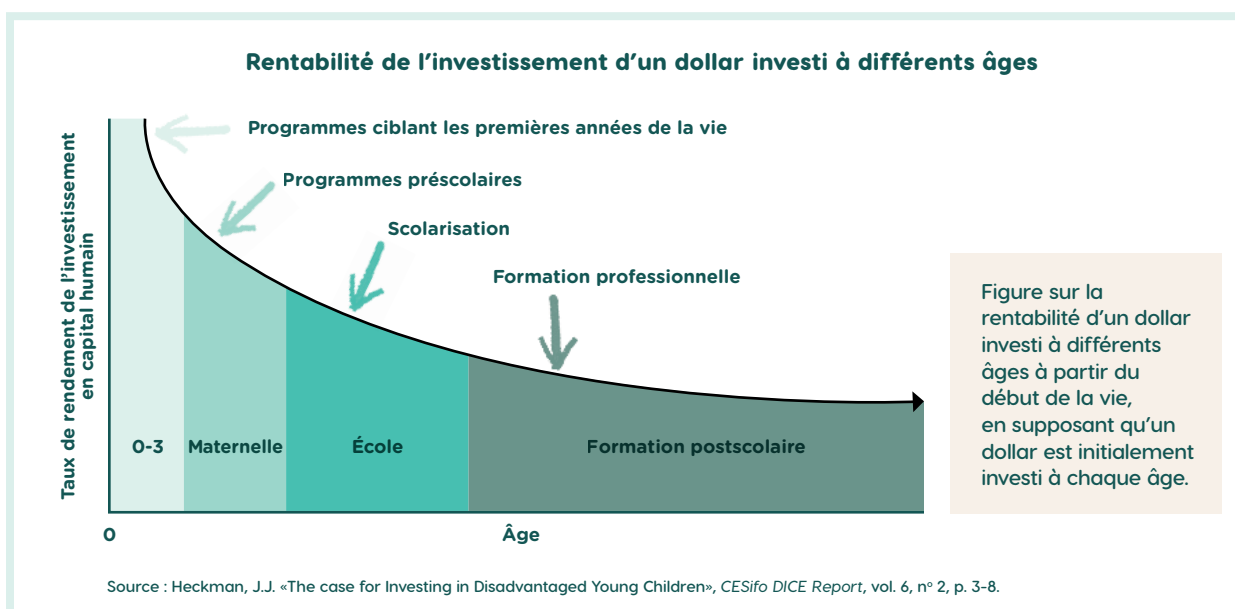 Rentabilité de l’investissement d’un dollar investi à différents âges
Taux de rendement de l’investissement
en capital humain
Programmes ciblant les premières années de la vie
Programmes préscolaires
Scolarisation
Formation professionnelle
0-3
Maternelle
École
Formation postscolaire
0
Âge
Figure sur la
rentabilité d’un dollar
investi à différents
âges à partir du
début de la vie,
en supposant qu’un
dollar est initialement
investi à chaque âge.
Source : Heckman, J.J. «The case for Investing in Disadvantaged Young Children», CESifo DICE Report, vol. 6, nº 2, p. 3-8.